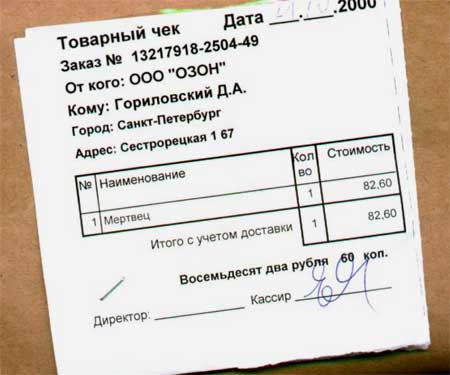 Товарный чек Дата __.__.2000
Заказ № 13217918-2504-49
От кого: ООО "ОЗОН"
Кому: Гориловский Д.А.
Город: Санкт-Петербург
Адрес: Сестрорецкая 1 67
№ Наименование Кол во Стоимость
1 Мертвец 1 82,60
Итого с учетом доставки 1 82,60
Восемьдесят два рубля 60 коп.
Директор: Кассир